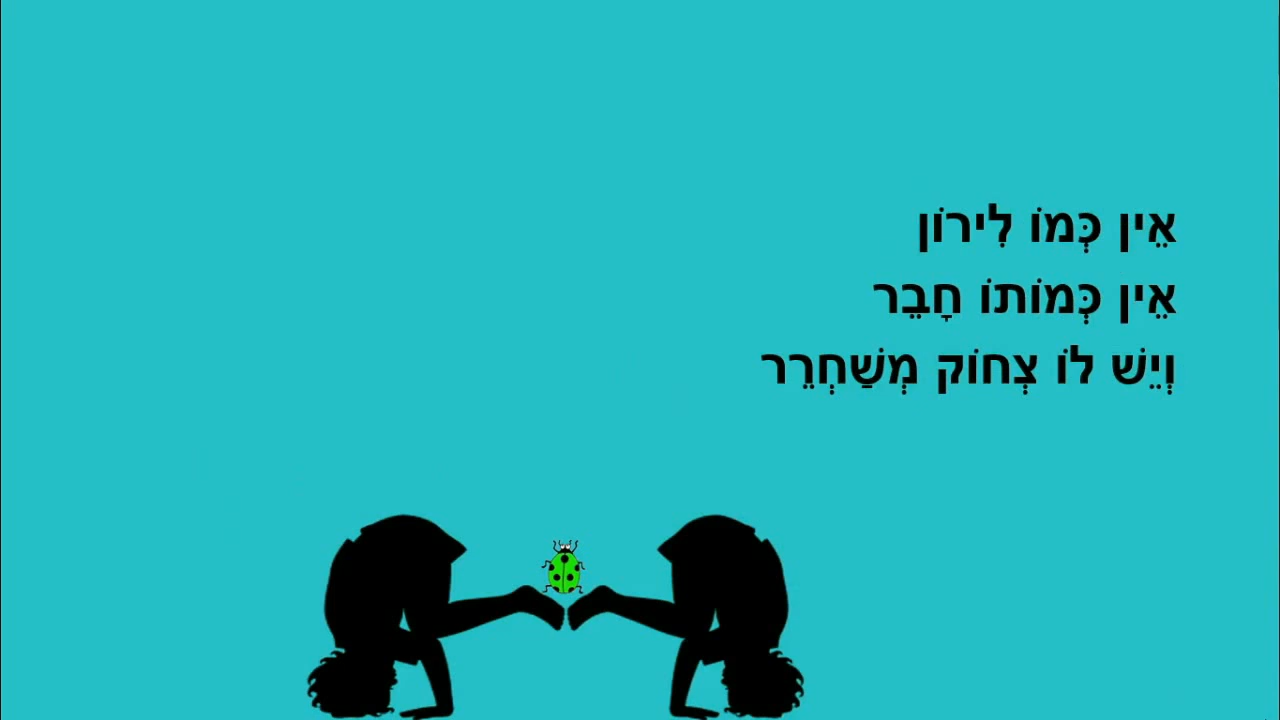 אֵין כְּמוֹ לִירוֹן
אֵין כְּמוֹתוֹ חָבֵר
וְיֵשׁ לוֹ צְחוֹק מְשַׁחְרֵר